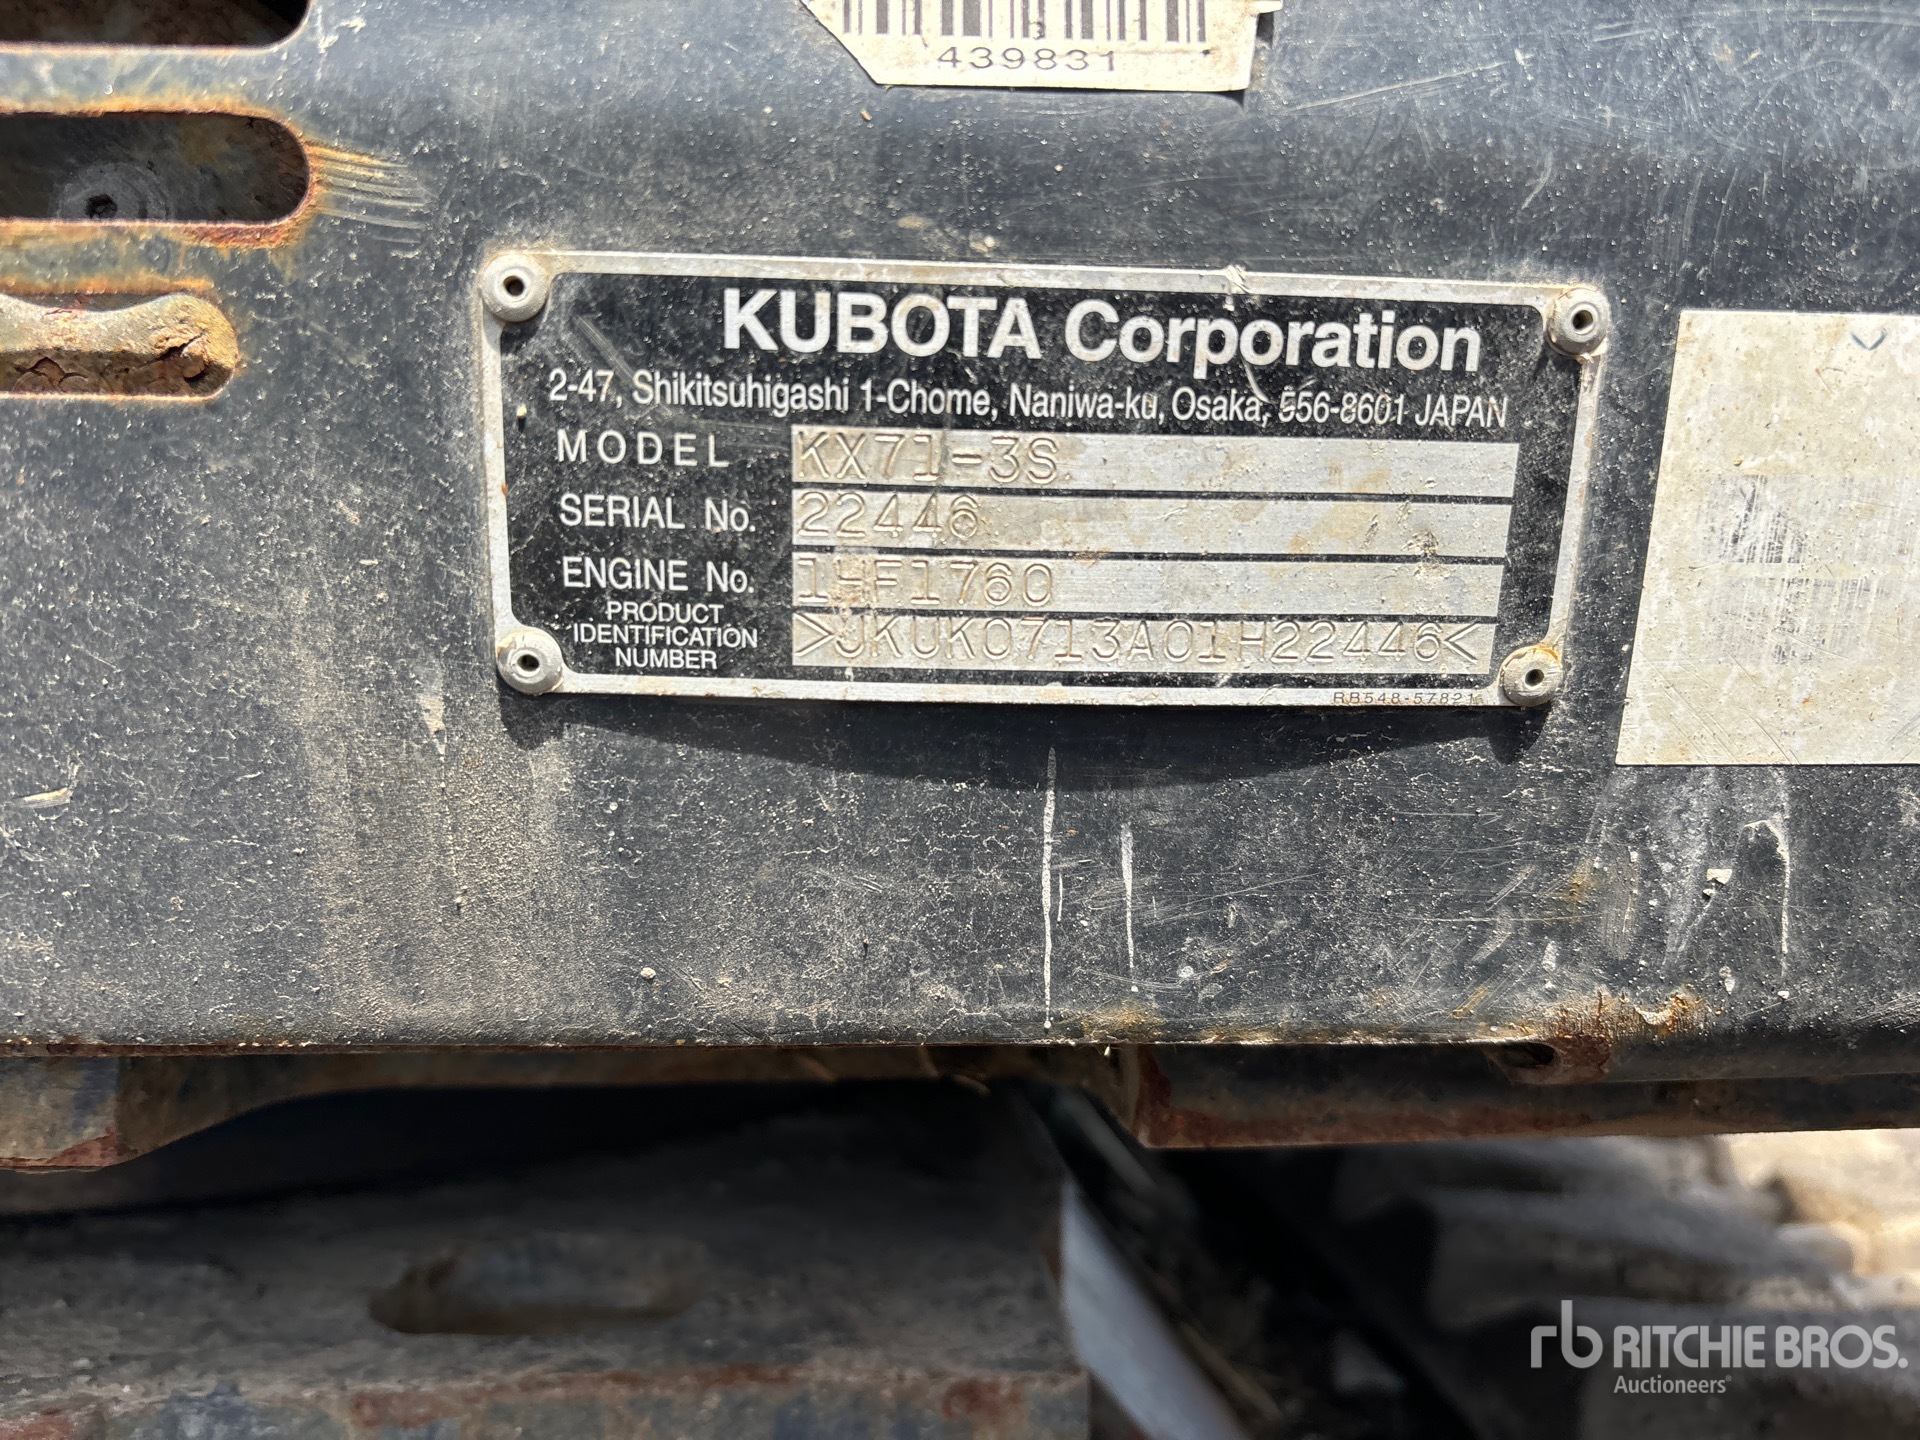 439831
KUBOTA Corporation
2-47, Shikitsuhigashi 1-Chome, Naniwa-ku, Osaka, 556-8601 JAPAN
MODEL KX71-3S
SERIAL No. 22446
ENGINE No. 1HF1760
PRODUCT IDENTIFICATION NUMBER >JKUK0713A01H22446<
RB548-57821
rb RITCHIE BROS.
Auctioneers